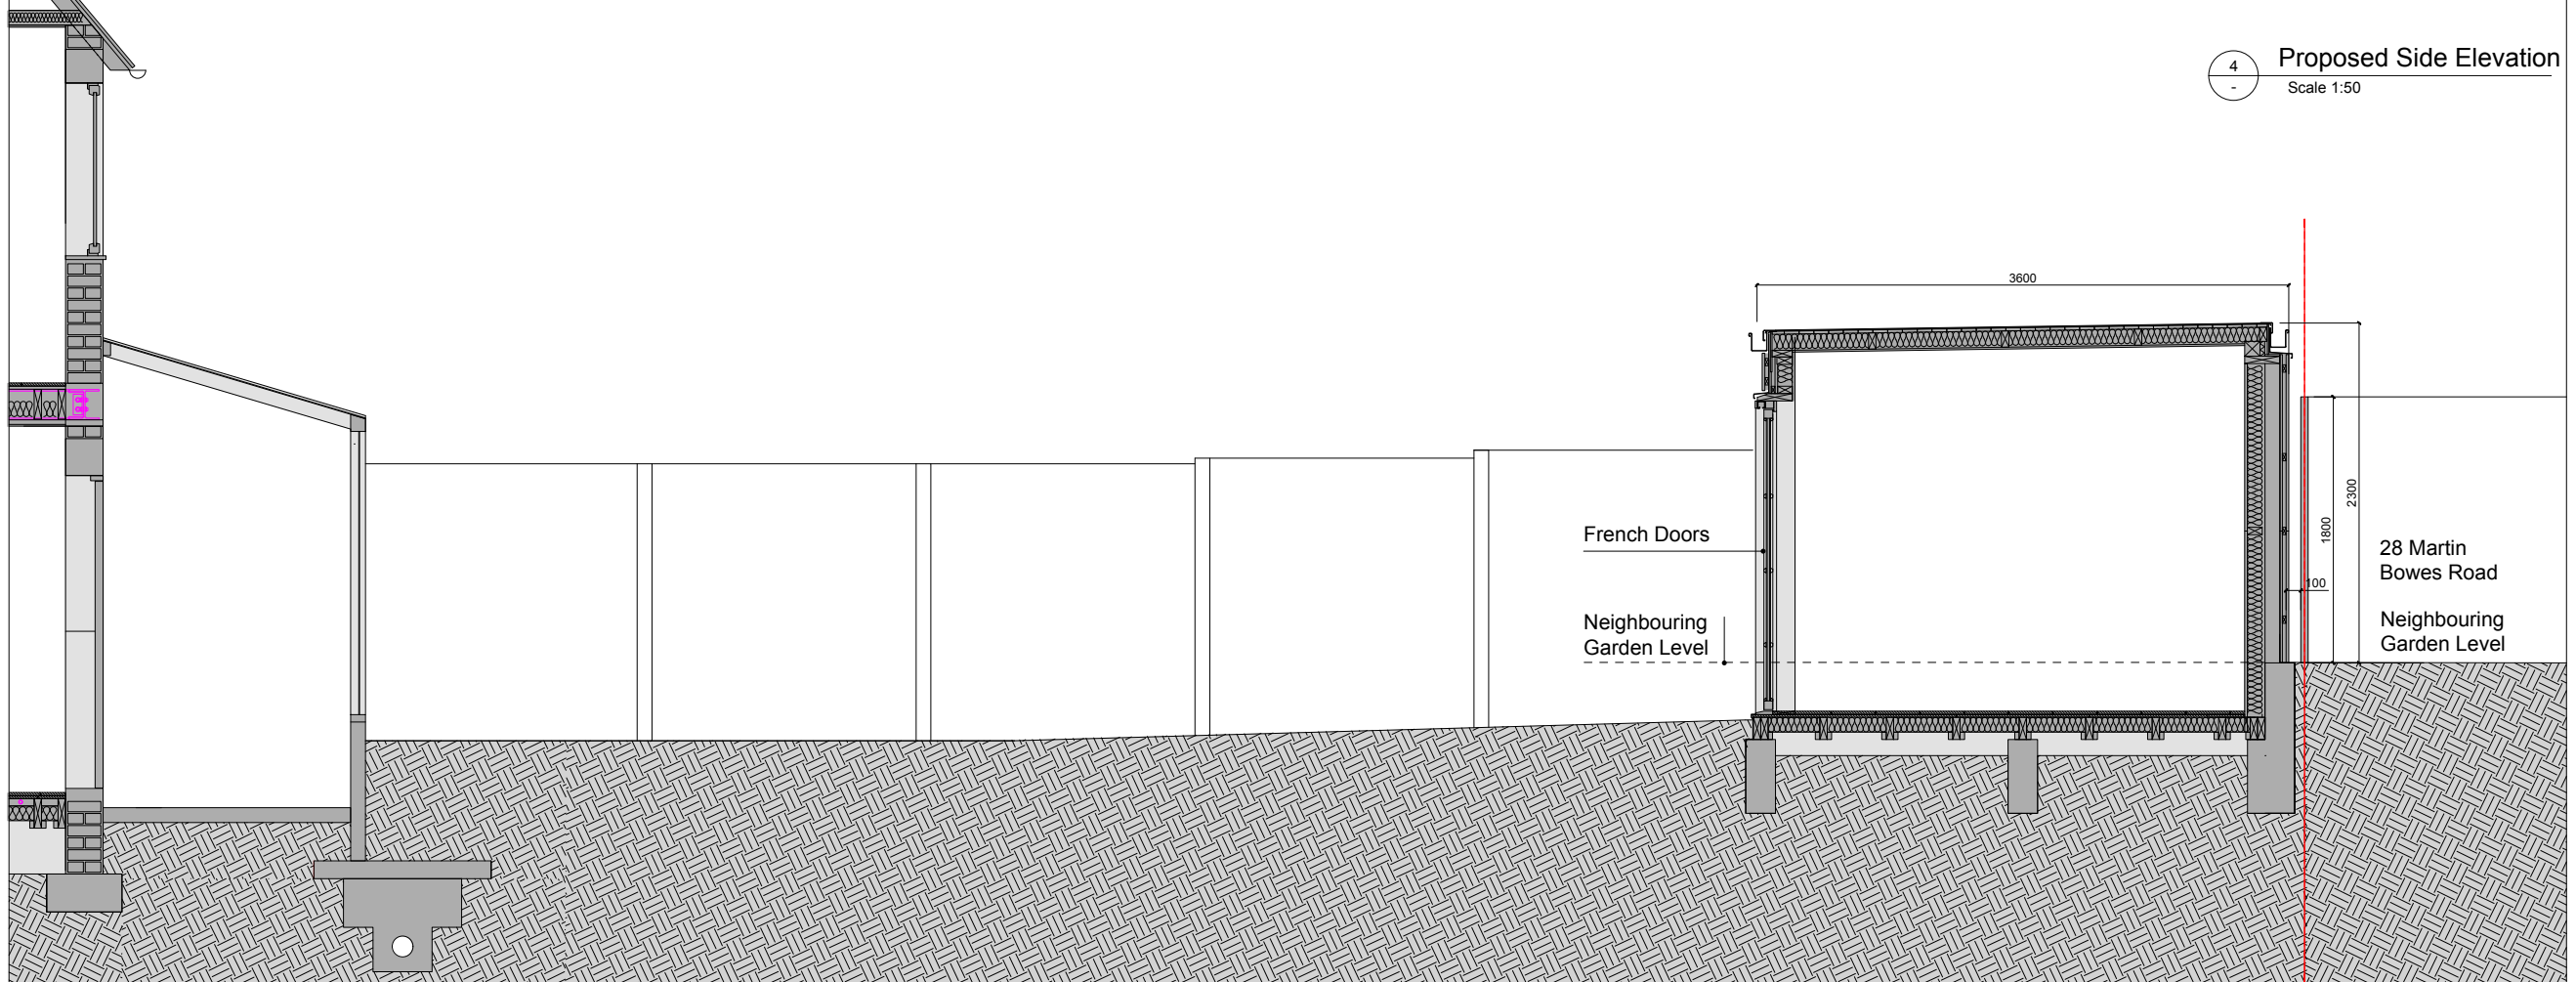 4
-
Proposed Side Elevation
Scale 1:50
3600
2300
1800
100
French Doors
Neighbouring
Garden Level
28 Martin
Bowes Road
Neighbouring
Garden Level